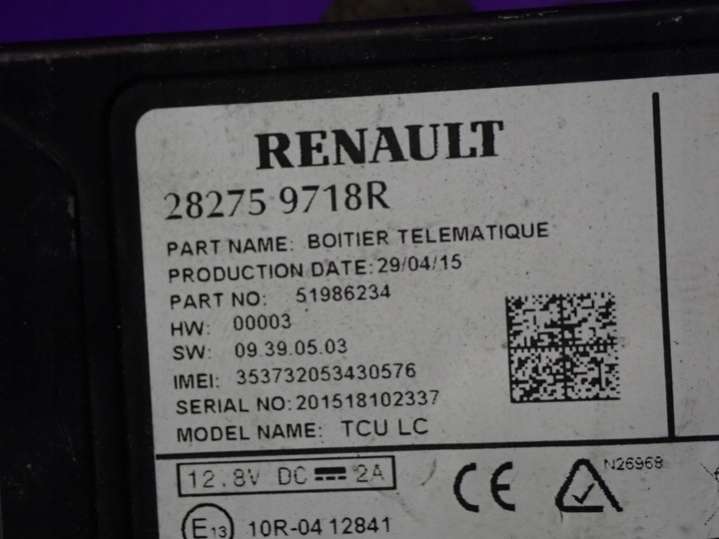 RENAULT
28275 9718R
PART NAME: BOITIER TELEMATIQUE
PRODUCTION DATE: 29/04/15
PART NO: 51986234
HW: 00003
SW: 09.39.05.03
IMEI: 353732053430576
SERIAL NO: 201518102337
MODEL NAME: TCU LC
12.8V DC 2A
CE N26968
E13 10R-04 12841